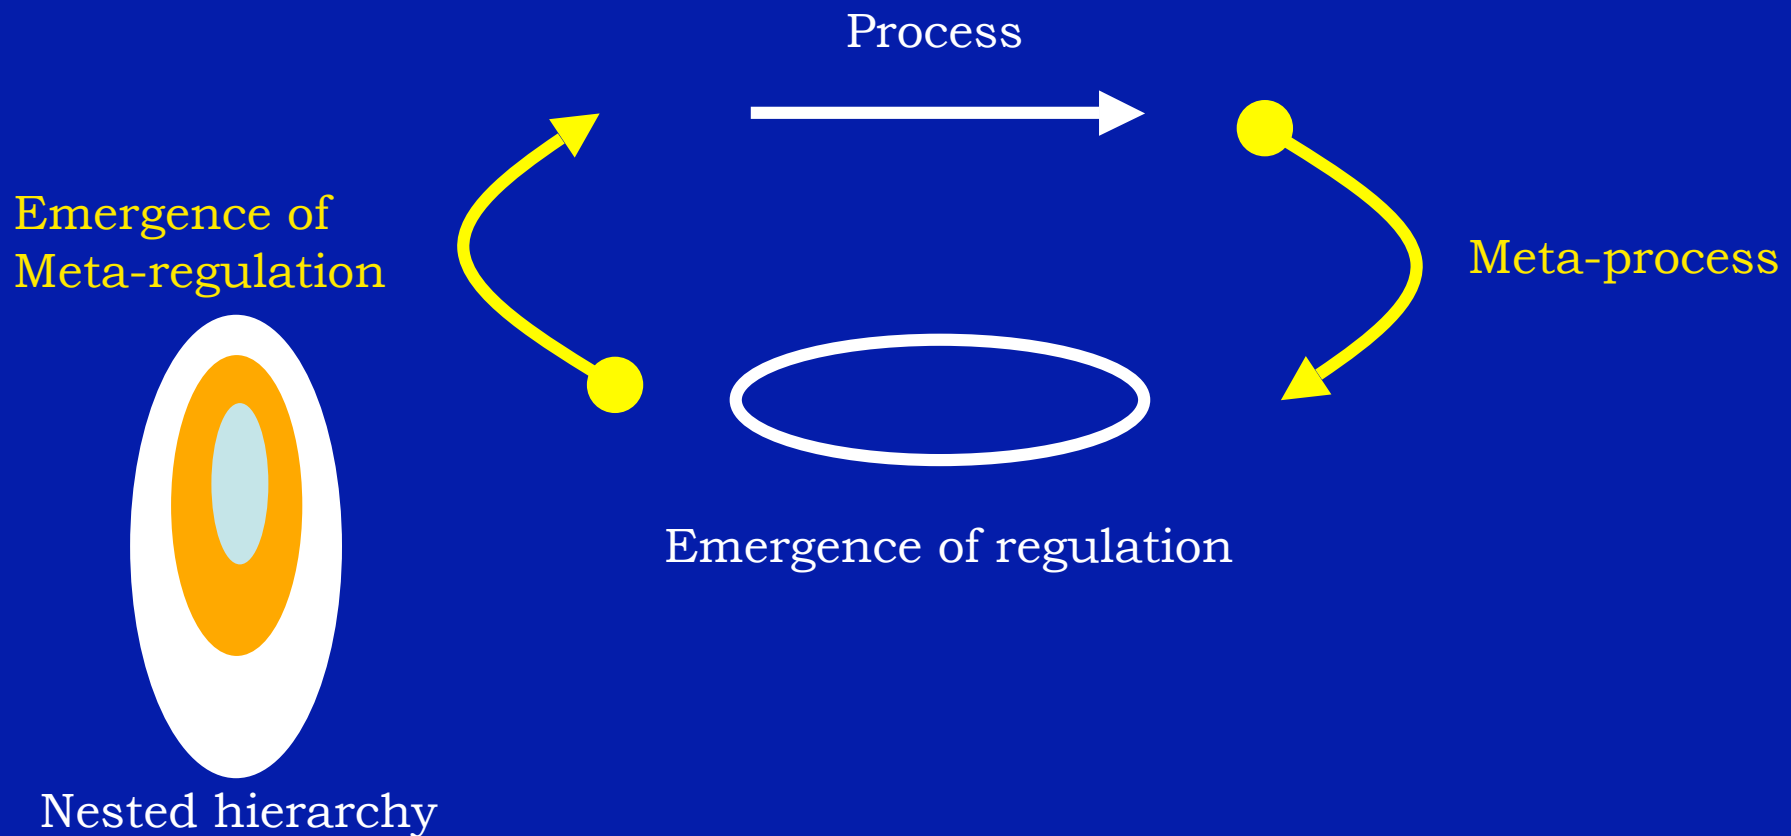 Process
Emergence of
Meta-regulation
Meta-process
Emergence of regulation
Nested hierarchy